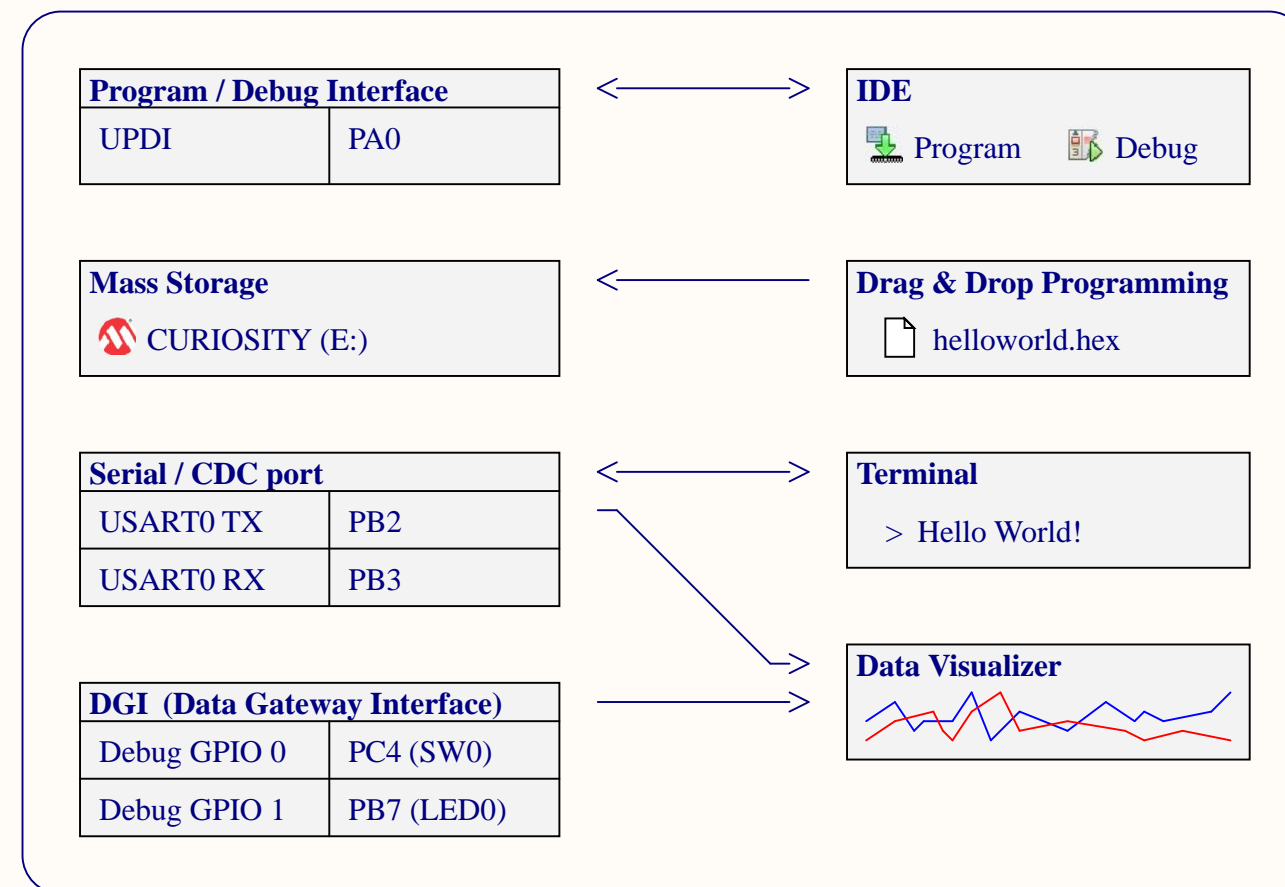 Program / Debug Interface
UPDI PA0
IDE
Program Debug
Mass Storage
CURIOSITY (E:)
Drag & Drop Programming
helloworld.hex
Serial / CDC port
USART0 TX PB2
USART0 RX PB3
Terminal
> Hello World!
DGI (Data Gateway Interface)
Debug GPIO 0 PC4 (SW0)
Debug GPIO 1 PB7 (LED0)
Data Visualizer